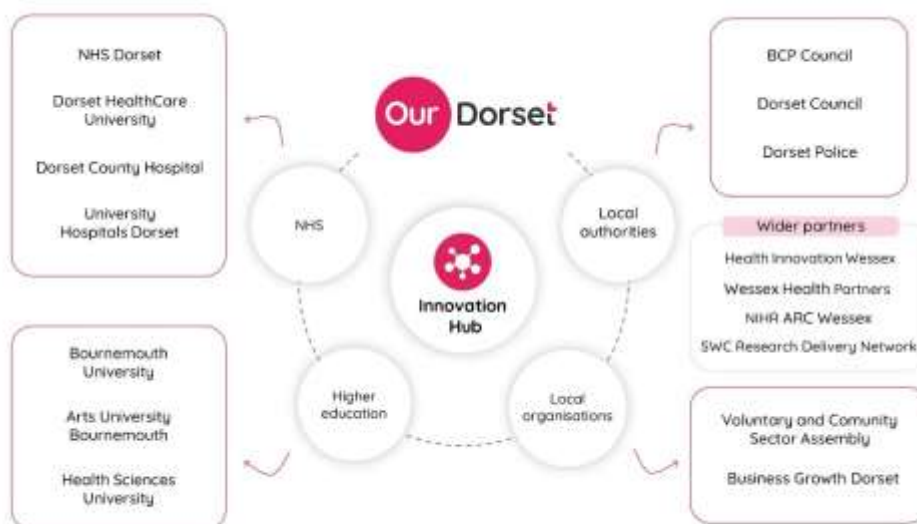 NHS Dorset
Dorset HealthCare
University
Dorset County Hospital
University
Hospitals Dorset
Our Dorset
BCP Council
Dorset Council
Dorset Police
NHS
Local
authorities
Wider partners
Health Innovation Wessex
Wessex Health Partners
NIHR ARC Wessex
SWC Research Delivery Network
Innovation
Hub
Bournemouth
University
Arts University
Bournemouth
Health Sciences
University
Higher
education
Local
organisations
Voluntary and Comunity
Sector Assembly
Business Growth Dorset